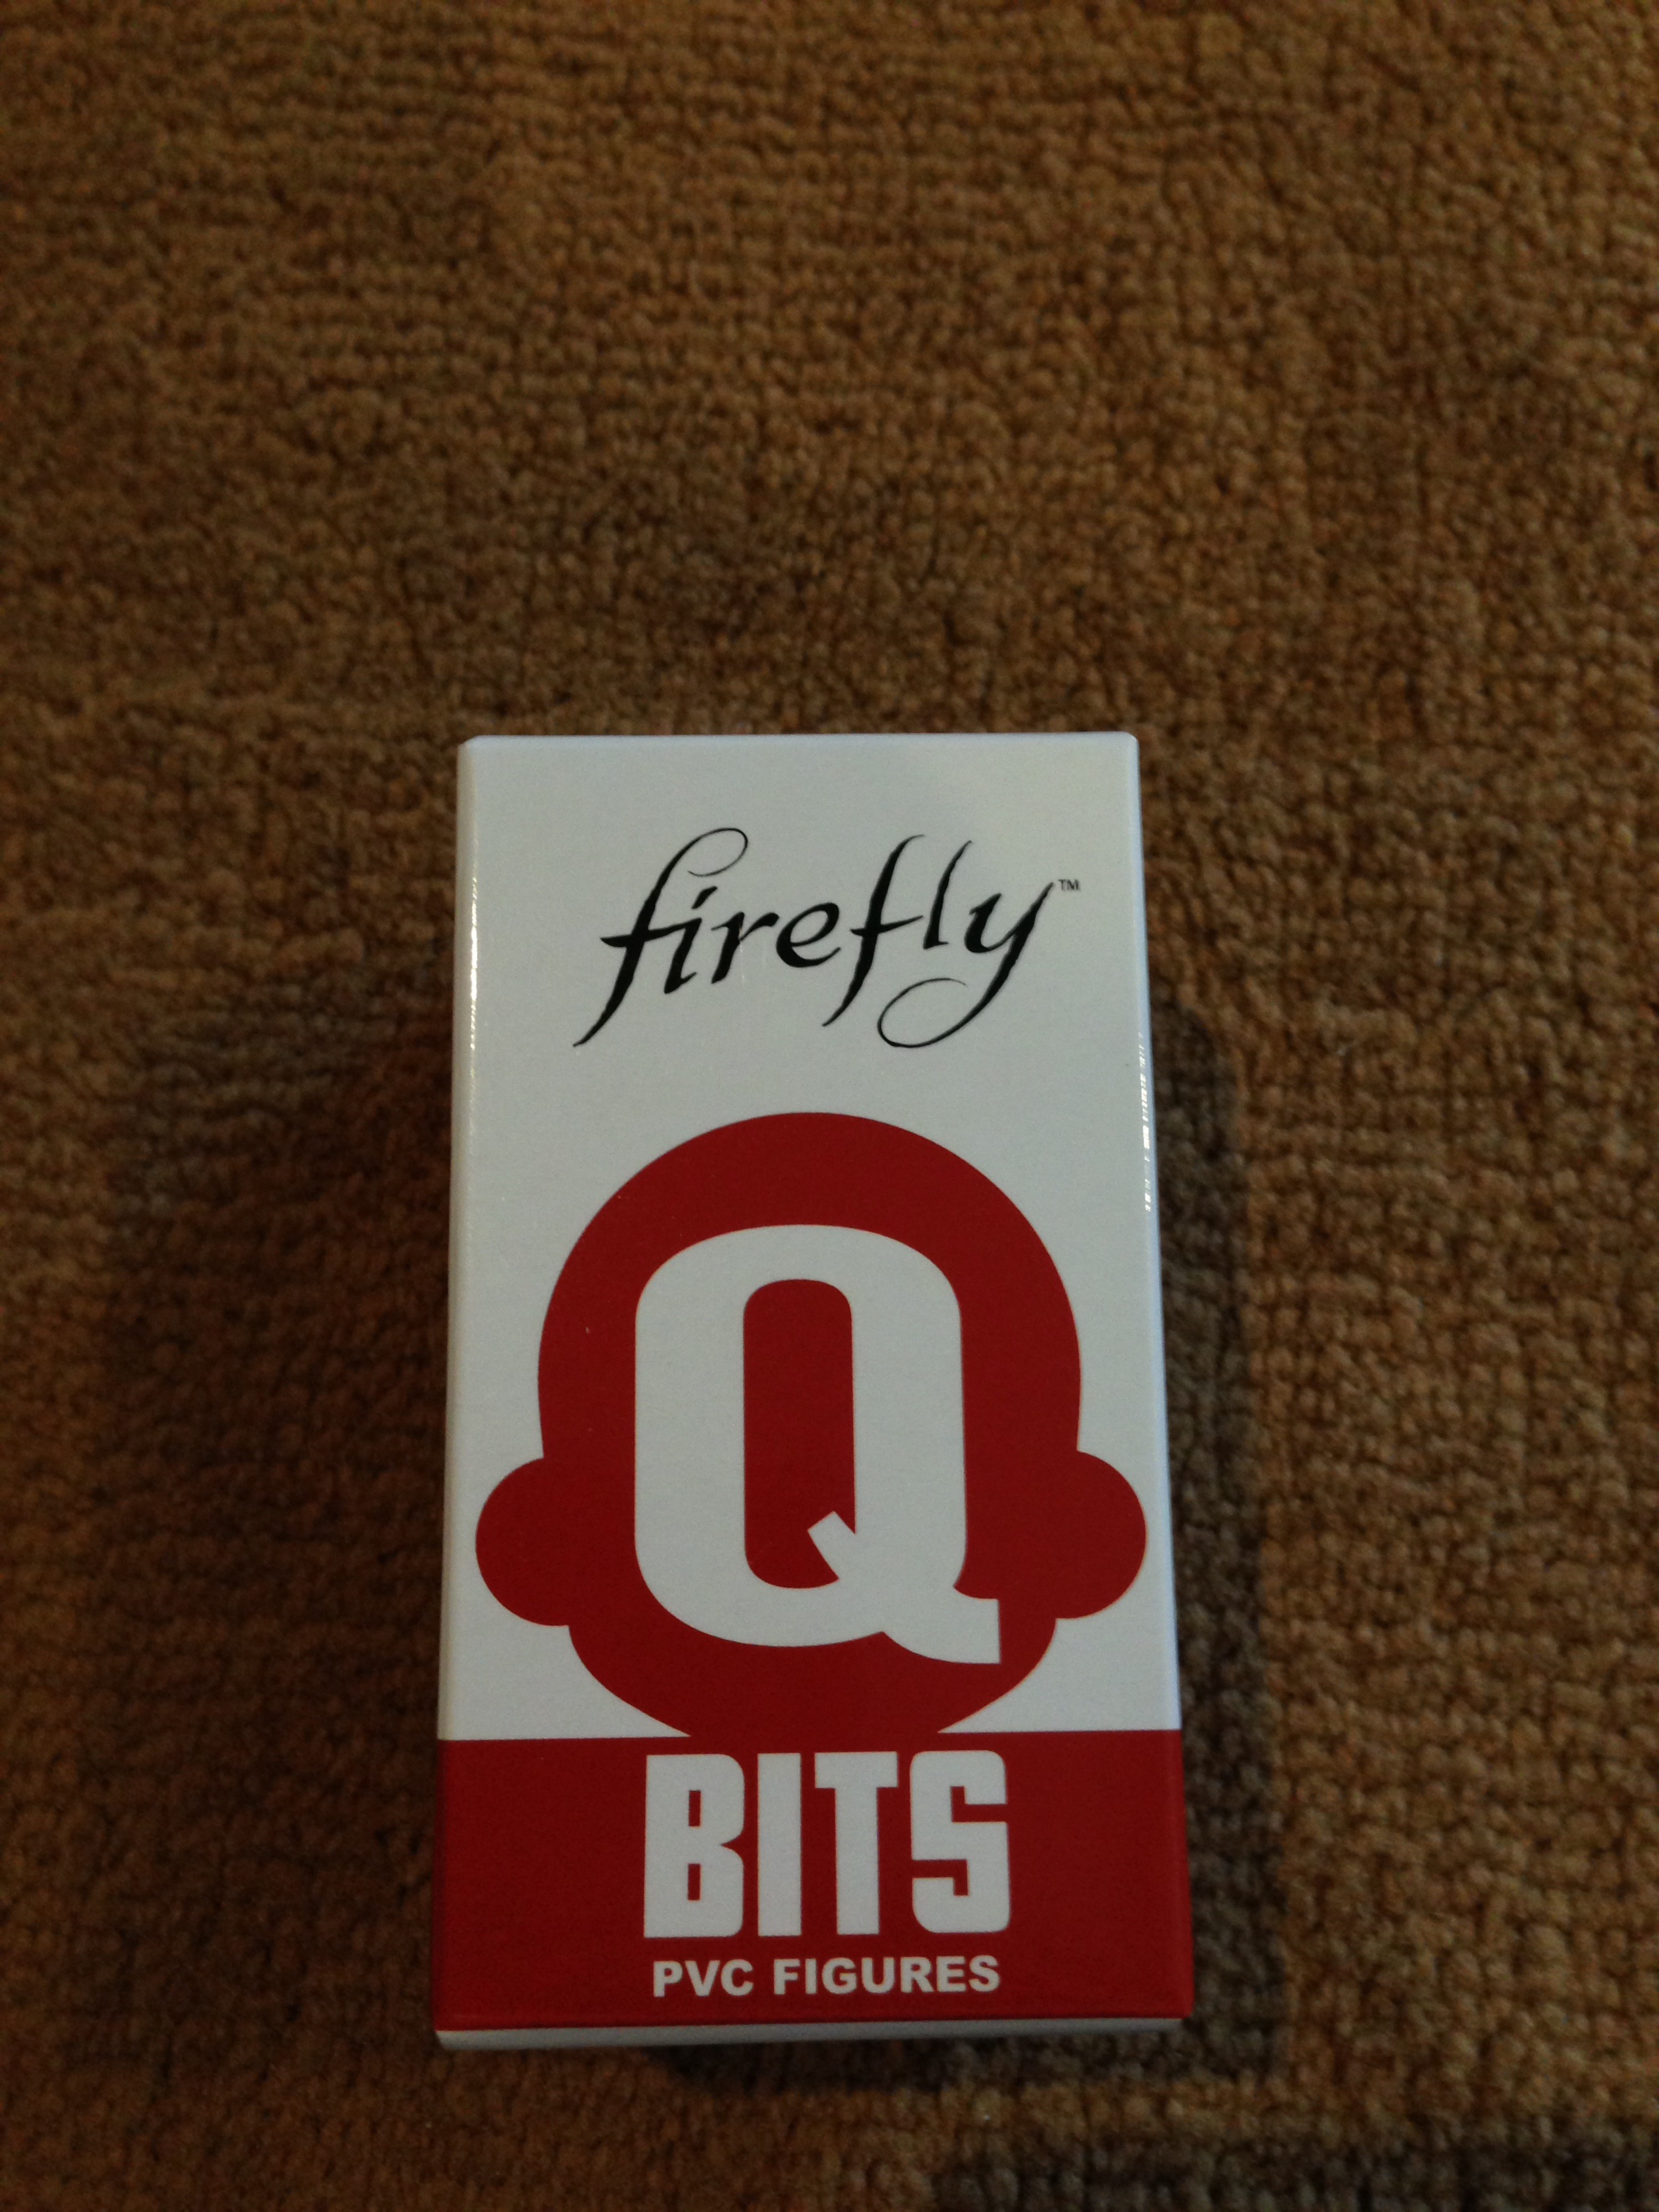 firefly™
Q
BITS
PVC FIGURES